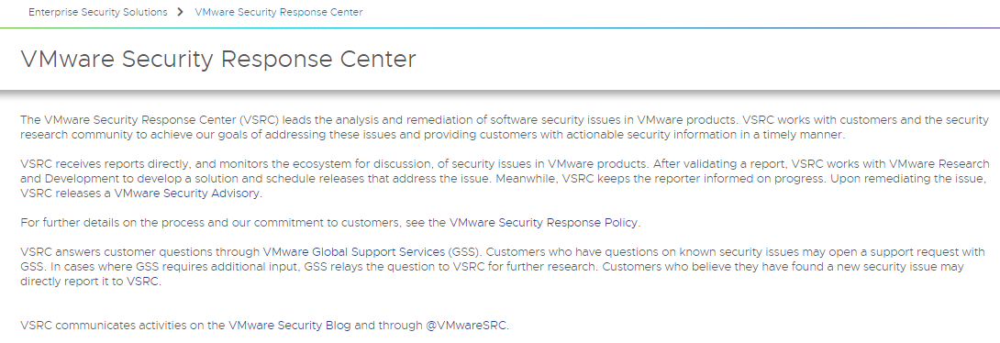 Enterprise Security Solutions > VMware Security Response Center
VMware Security Response Center
The VMware Security Response Center (VSRC) leads the analysis and remediation of software security issues in VMware products. VSRC works with customers and the security
research community to achieve our goals of addressing these issues and providing customers with actionable security information in a timely manner.
VSRC receives reports directly, and monitors the ecosystem for discussion, of security issues in VMware products. After validating a report, VSRC works with VMware Research
and Development to develop a solution and schedule releases that address the issue. Meanwhile, VSRC keeps the reporter informed on progress. Upon remediating the issue,
VSRC releases a VMware Security Advisory.
For further details on the process and our commitment to customers, see the VMware Security Response Policy.
VSRC answers customer questions through VMware Global Support Services (GSS). Customers who have questions on known security issues may open a support request with
GSS. In cases where GSS requires additional input, GSS relays the question to VSRC for further research. Customers who believe they have found a new security issue may
directly report it to VSRC.
VSRC communicates activities on the VMware Security Blog and through @VMwareSRC.